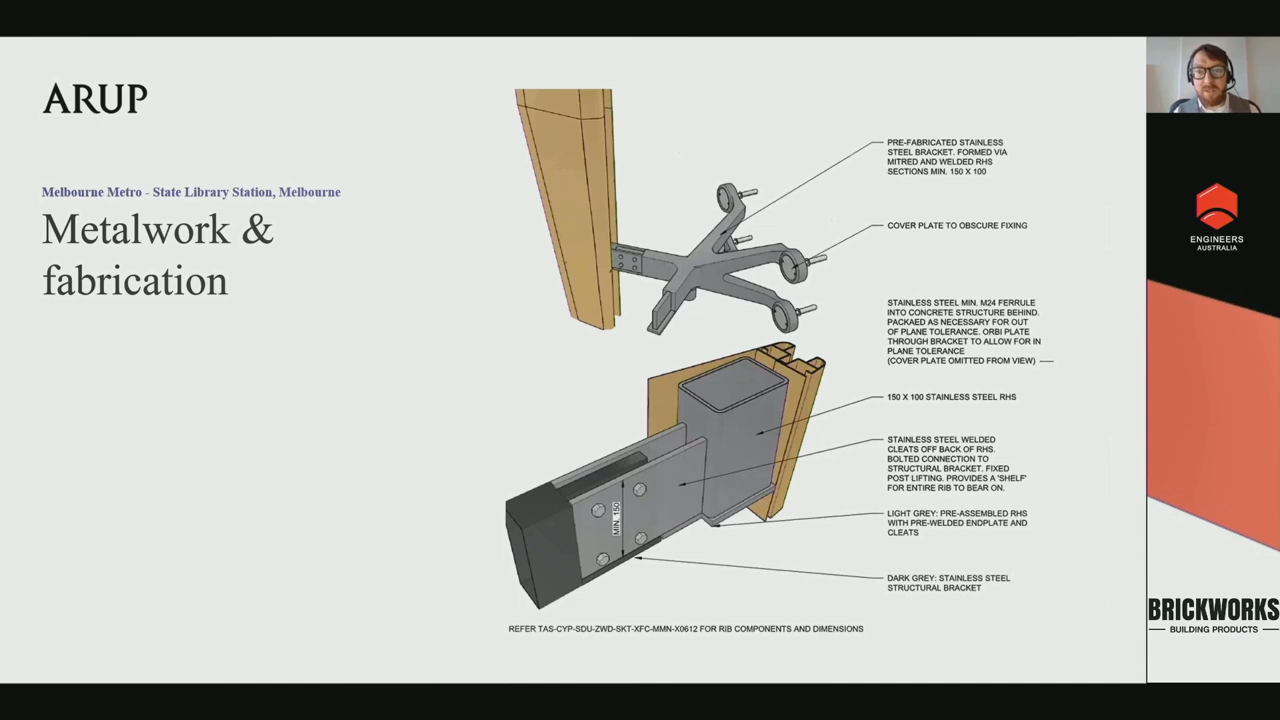 ARUP
Melbourne Metro - State Library Station, Melbourne
Metalwork &
fabrication
PRE-FABRICATED STAINLESS
STEEL BRACKET. FORMED VIA
MITRED AND WELDED RHS
SECTIONS MIN. 150 X 100
COVER PLATE TO OBSCURE FIXING
STAINLESS STEEL MIN. M24 FERRULE
INTO CONCRETE STRUCTURE BEHIND.
PACKAED AS NECESSARY FOR OUT
OF PLANE TOLERANCE. ORBI PLATE
THROUGH BRACKET TO ALLOW FOR IN
PLANE TOLERANCE
(COVER PLATE OMITTED FROM VIEW)
150 X 100 STAINLESS STEEL RHS
STAINLESS STEEL WELDED
CLEATS OFF BACK OF RHS.
BOLTED CONNECTION TO
STRUCTURAL BRACKET. FIXED
POST LIFTING. PROVIDES A 'SHELF'
FOR ENTIRE RIB TO BEAR ON.
MIN. 150
LIGHT GREY: PRE-ASSEMBLED RHS
WITH PRE-WELDED ENDPLATE AND
CLEATS
DARK GREY: STAINLESS STEEL
STRUCTURAL BRACKET
REFER TAS-CYP-SDU-ZWD-SKT-XFC-MMN-X0612 FOR RIB COMPONENTS AND DIMENSIONS
ENGINEERS
AUSTRALIA
BRICKWORKS
BUILDING PRODUCTS